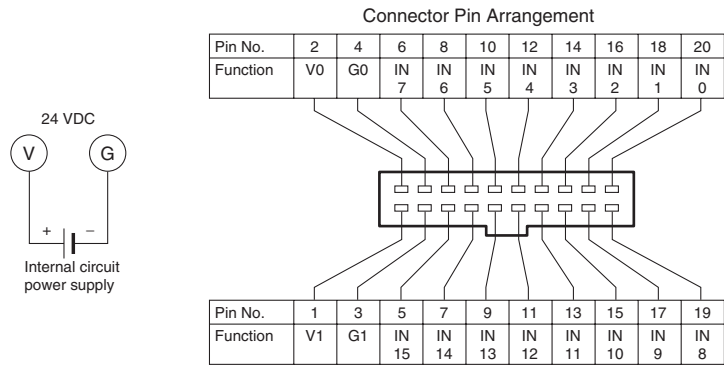 Connector Pin Arrangement
Pin No. 2 4 6 8 10 12 14 16 18 20
Function V0 G0 IN IN IN IN IN IN IN IN
7 6 5 4 3 2 1 0
24 VDC
V G
+ −
Internal circuit
power supply
Pin No. 1 3 5 7 9 11 13 15 17 19
Function V1 G1 IN IN IN IN IN IN IN IN
15 14 13 12 11 10 9 8